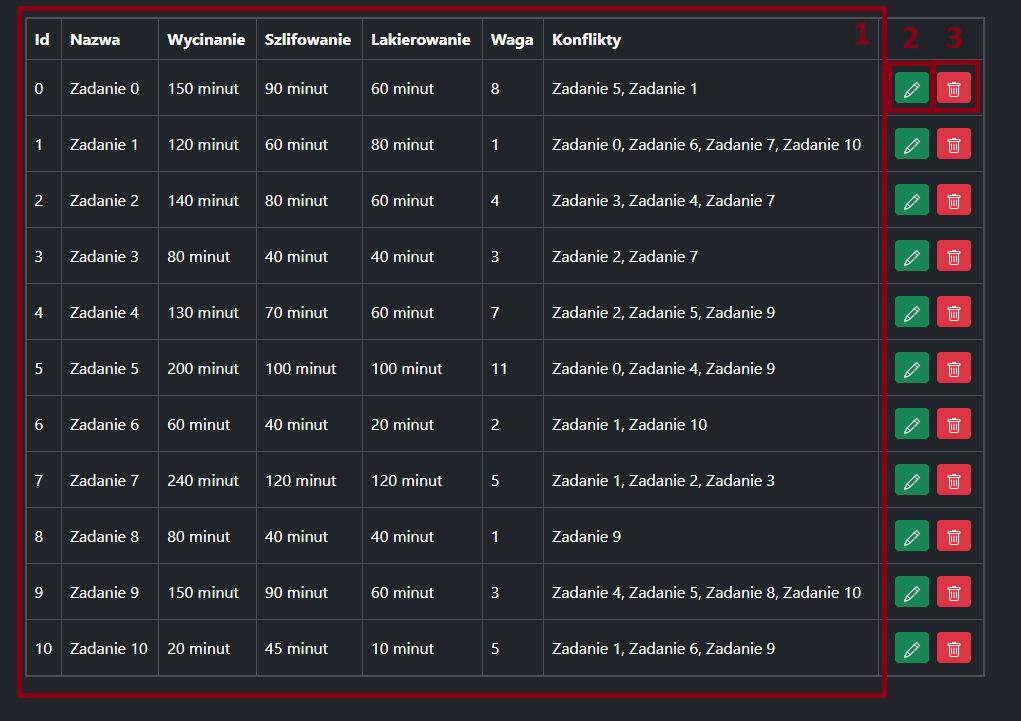 Id Nazwa Wycinanie Szlifowanie Lakierowanie Waga Konflikty 1 2 3
0 Zadanie 0 150 minut 90 minut 60 minut 8 Zadanie 5, Zadanie 1
1 Zadanie 1 120 minut 60 minut 80 minut 1 Zadanie 0, Zadanie 6, Zadanie 7, Zadanie 10
2 Zadanie 2 140 minut 80 minut 60 minut 4 Zadanie 3, Zadanie 4, Zadanie 7
3 Zadanie 3 80 minut 40 minut 40 minut 3 Zadanie 2, Zadanie 7
4 Zadanie 4 130 minut 70 minut 60 minut 7 Zadanie 2, Zadanie 5, Zadanie 9
5 Zadanie 5 200 minut 100 minut 100 minut 11 Zadanie 0, Zadanie 4, Zadanie 9
6 Zadanie 6 60 minut 40 minut 20 minut 2 Zadanie 1, Zadanie 10
7 Zadanie 7 240 minut 120 minut 120 minut 5 Zadanie 1, Zadanie 2, Zadanie 3
8 Zadanie 8 80 minut 40 minut 40 minut 1 Zadanie 9
9 Zadanie 9 150 minut 90 minut 60 minut 3 Zadanie 4, Zadanie 5, Zadanie 8, Zadanie 10
10 Zadanie 10 20 minut 45 minut 10 minut 5 Zadanie 1, Zadanie 6, Zadanie 9